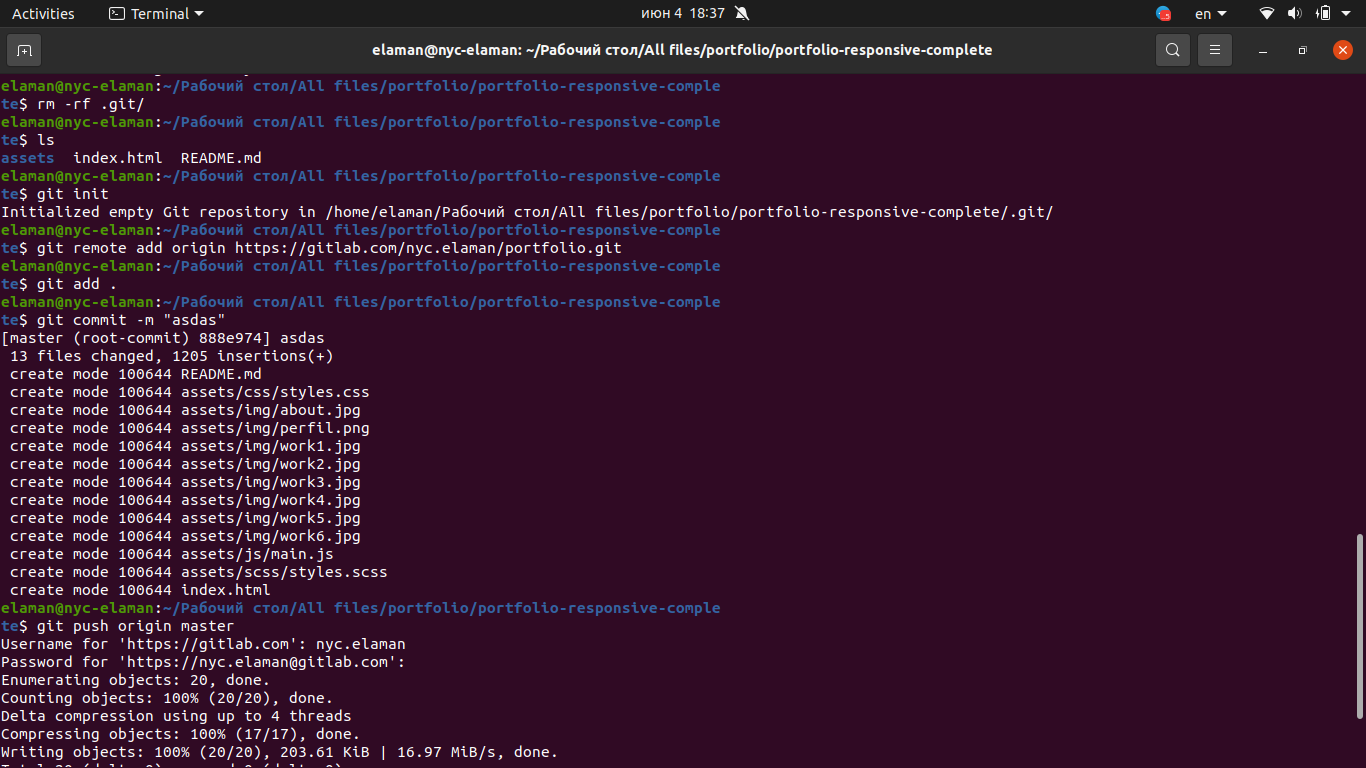 Activities Terminal июн 4 18:37 en
elaman@nyc-elaman: ~/Рабочий стол/All files/portfolio/portfolio-responsive-complete
elaman@nyc-elaman:~/Рабочий стол/All files/portfolio/portfolio-responsive-comple
te$ rm -rf .git/
elaman@nyc-elaman:~/Рабочий стол/All files/portfolio/portfolio-responsive-comple
te$ ls
assets  index.html  README.md
elaman@nyc-elaman:~/Рабочий стол/All files/portfolio/portfolio-responsive-comple
te$ git init
Initialized empty Git repository in /home/elaman/Рабочий стол/All files/portfolio/portfolio-responsive-complete/.git/
elaman@nyc-elaman:~/Рабочий стол/All files/portfolio/portfolio-responsive-comple
te$ git remote add origin https://gitlab.com/nyc.elaman/portfolio.git
elaman@nyc-elaman:~/Рабочий стол/All files/portfolio/portfolio-responsive-comple
te$ git add .
elaman@nyc-elaman:~/Рабочий стол/All files/portfolio/portfolio-responsive-comple
te$ git commit -m "asdas"
[master (root-commit) 888e974] asdas
 13 files changed, 1205 insertions(+)
 create mode 100644 README.md
 create mode 100644 assets/css/styles.css
 create mode 100644 assets/img/about.jpg
 create mode 100644 assets/img/perfil.png
 create mode 100644 assets/img/work1.jpg
 create mode 100644 assets/img/work2.jpg
 create mode 100644 assets/img/work3.jpg
 create mode 100644 assets/img/work4.jpg
 create mode 100644 assets/img/work5.jpg
 create mode 100644 assets/img/work6.jpg
 create mode 100644 assets/js/main.js
 create mode 100644 assets/scss/styles.scss
 create mode 100644 index.html
elaman@nyc-elaman:~/Рабочий стол/All files/portfolio/portfolio-responsive-comple
te$ git push origin master
Username for 'https://gitlab.com': nyc.elaman
Password for 'https://nyc.elaman@gitlab.com':
Enumerating objects: 20, done.
Counting objects: 100% (20/20), done.
Delta compression using up to 4 threads
Compressing objects: 100% (17/17), done.
Writing objects: 100% (20/20), 203.61 KiB | 16.97 MiB/s, done.